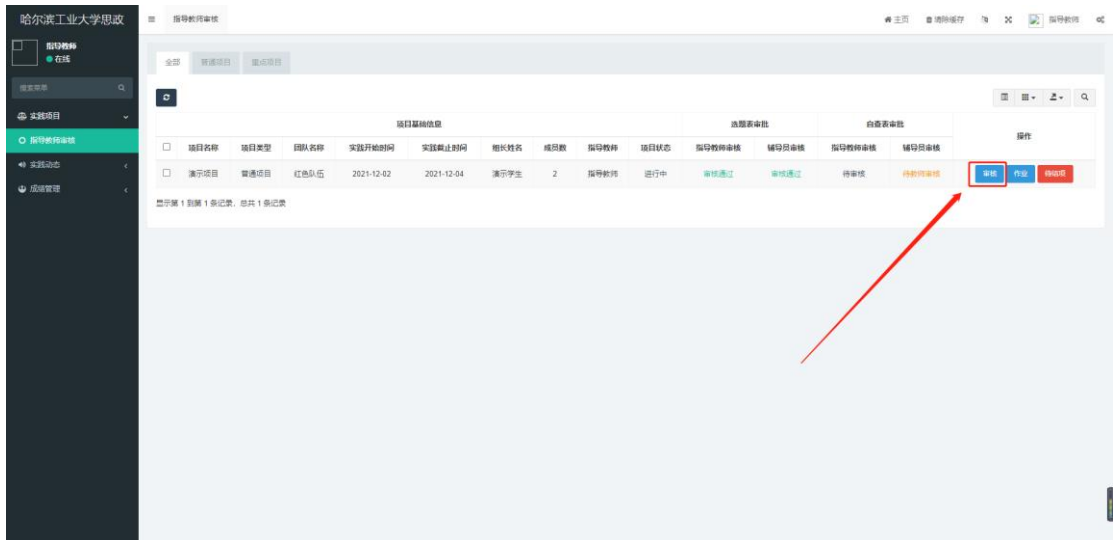 哈尔滨工业大学思政
指导教师审核
主页
清除缓存
指导教师
指导教师
在线
搜索菜单
实践项目
指导教师审核
实践动态
成绩管理
全部 普通项目 重点项目
项目基础信息 选题表审批 自查表审批 操作
项目名称 项目类型 团队名称 实践开始时间 实践截止时间 组长姓名 成员数 指导教师 项目状态 指导教师审核 辅导员审核 指导教师审核 辅导员审核
演示项目 普通项目 红色队伍 2021-12-02 2021-12-04 演示学生 2 指导教师 进行中 审核通过 审核通过 待审核 待教师审核 审核 作业
显示第 1 到第 1 条记录，总共 1 条记录